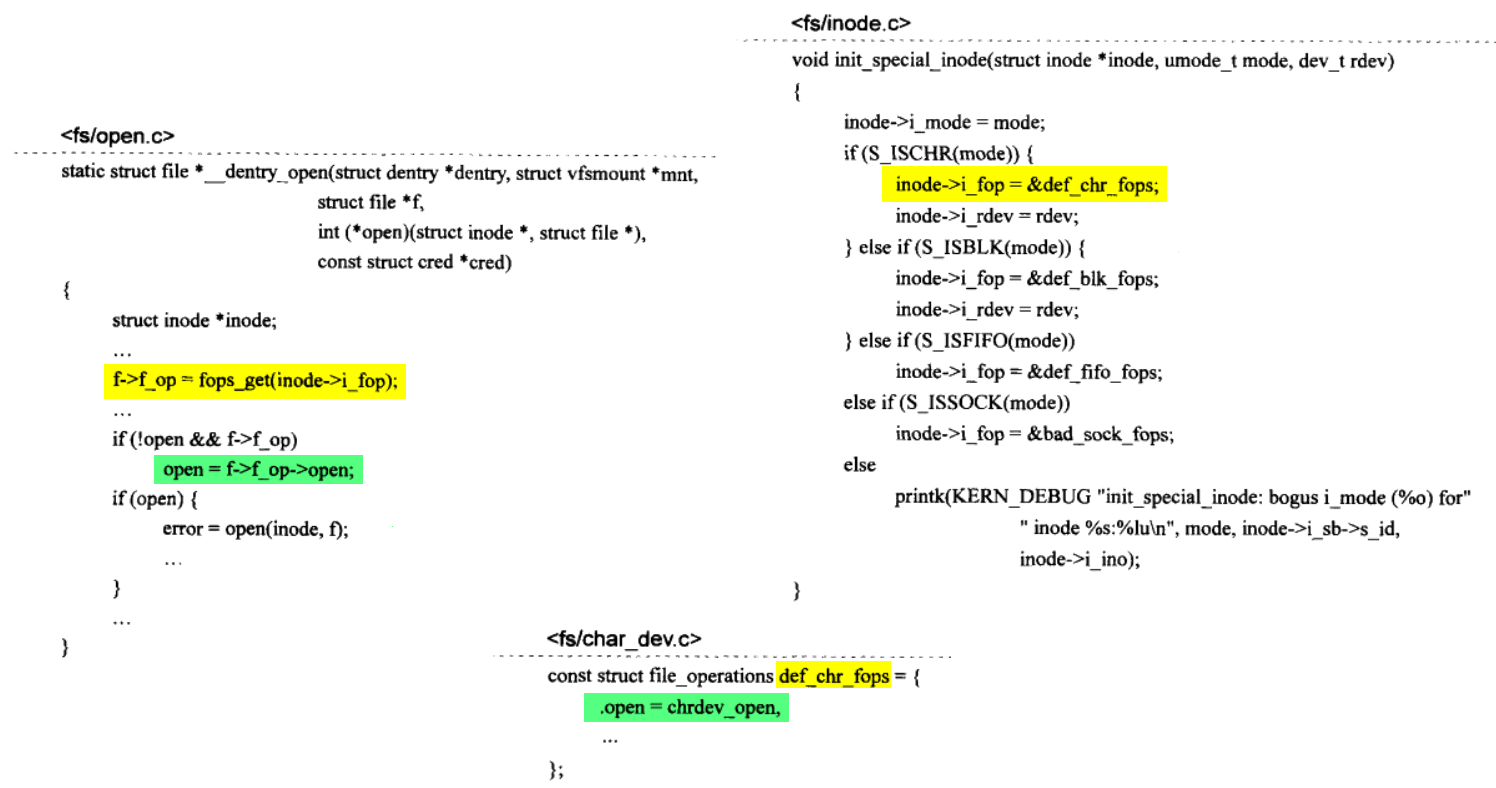 <fs/open.c>
static struct file *__dentry_open(struct dentry *dentry, struct vfsmount *mnt,
struct file *f,
int (*open)(struct inode *, struct file *),
const struct cred *cred)
{
struct inode *inode;
...
f->f_op = fops_get(inode->i_fop);
...
if (!open && f->f_op)
open = f->f_op->open;
if (open) {
error = open(inode, f);
...
}
...
}
<fs/inode.c>
void init_special_inode(struct inode *inode, umode_t mode, dev_t rdev)
{
inode->i_mode = mode;
if (S_ISCHR(mode)) {
inode->i_fop = &def_chr_fops;
inode->i_rdev = rdev;
} else if (S_ISBLK(mode)) {
inode->i_fop = &def_blk_fops;
inode->i_rdev = rdev;
} else if (S_ISFIFO(mode))
inode->i_fop = &def_fifo_fops;
else if (S_ISSOCK(mode))
inode->i_fop = &bad_sock_fops;
else
printk(KERN_DEBUG "init_special_inode: bogus i_mode (%o) for"
" inode %s:%lu\n", mode, inode->i_sb->s_id,
inode->i_ino);
}
<fs/char_dev.c>
const struct file_operations def_chr_fops = {
.open = chrdev_open,
...
};